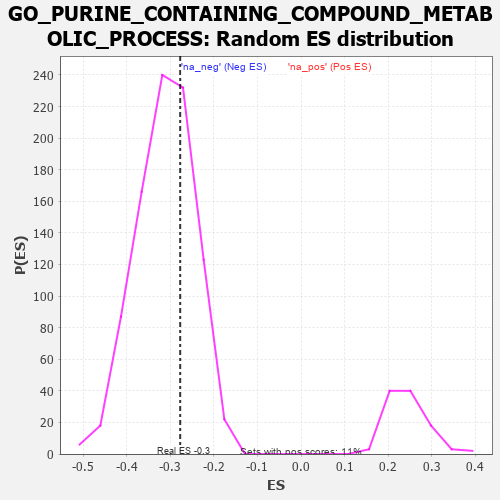 GO_PURINE_CONTAINING_COMPOUND_METAB
OLIC_PROCESS: Random ES distribution
'na_neg' (Neg ES) 'na_pos' (Pos ES)
240
220
200
180
160
140
120
100
80
60
40
20
0
P(ES)
Real ES -0.3 Sets with pos scores: 11%
-0.5 -0.4 -0.3 -0.2 -0.1 0.0 0.1 0.2 0.3 0.4
ES